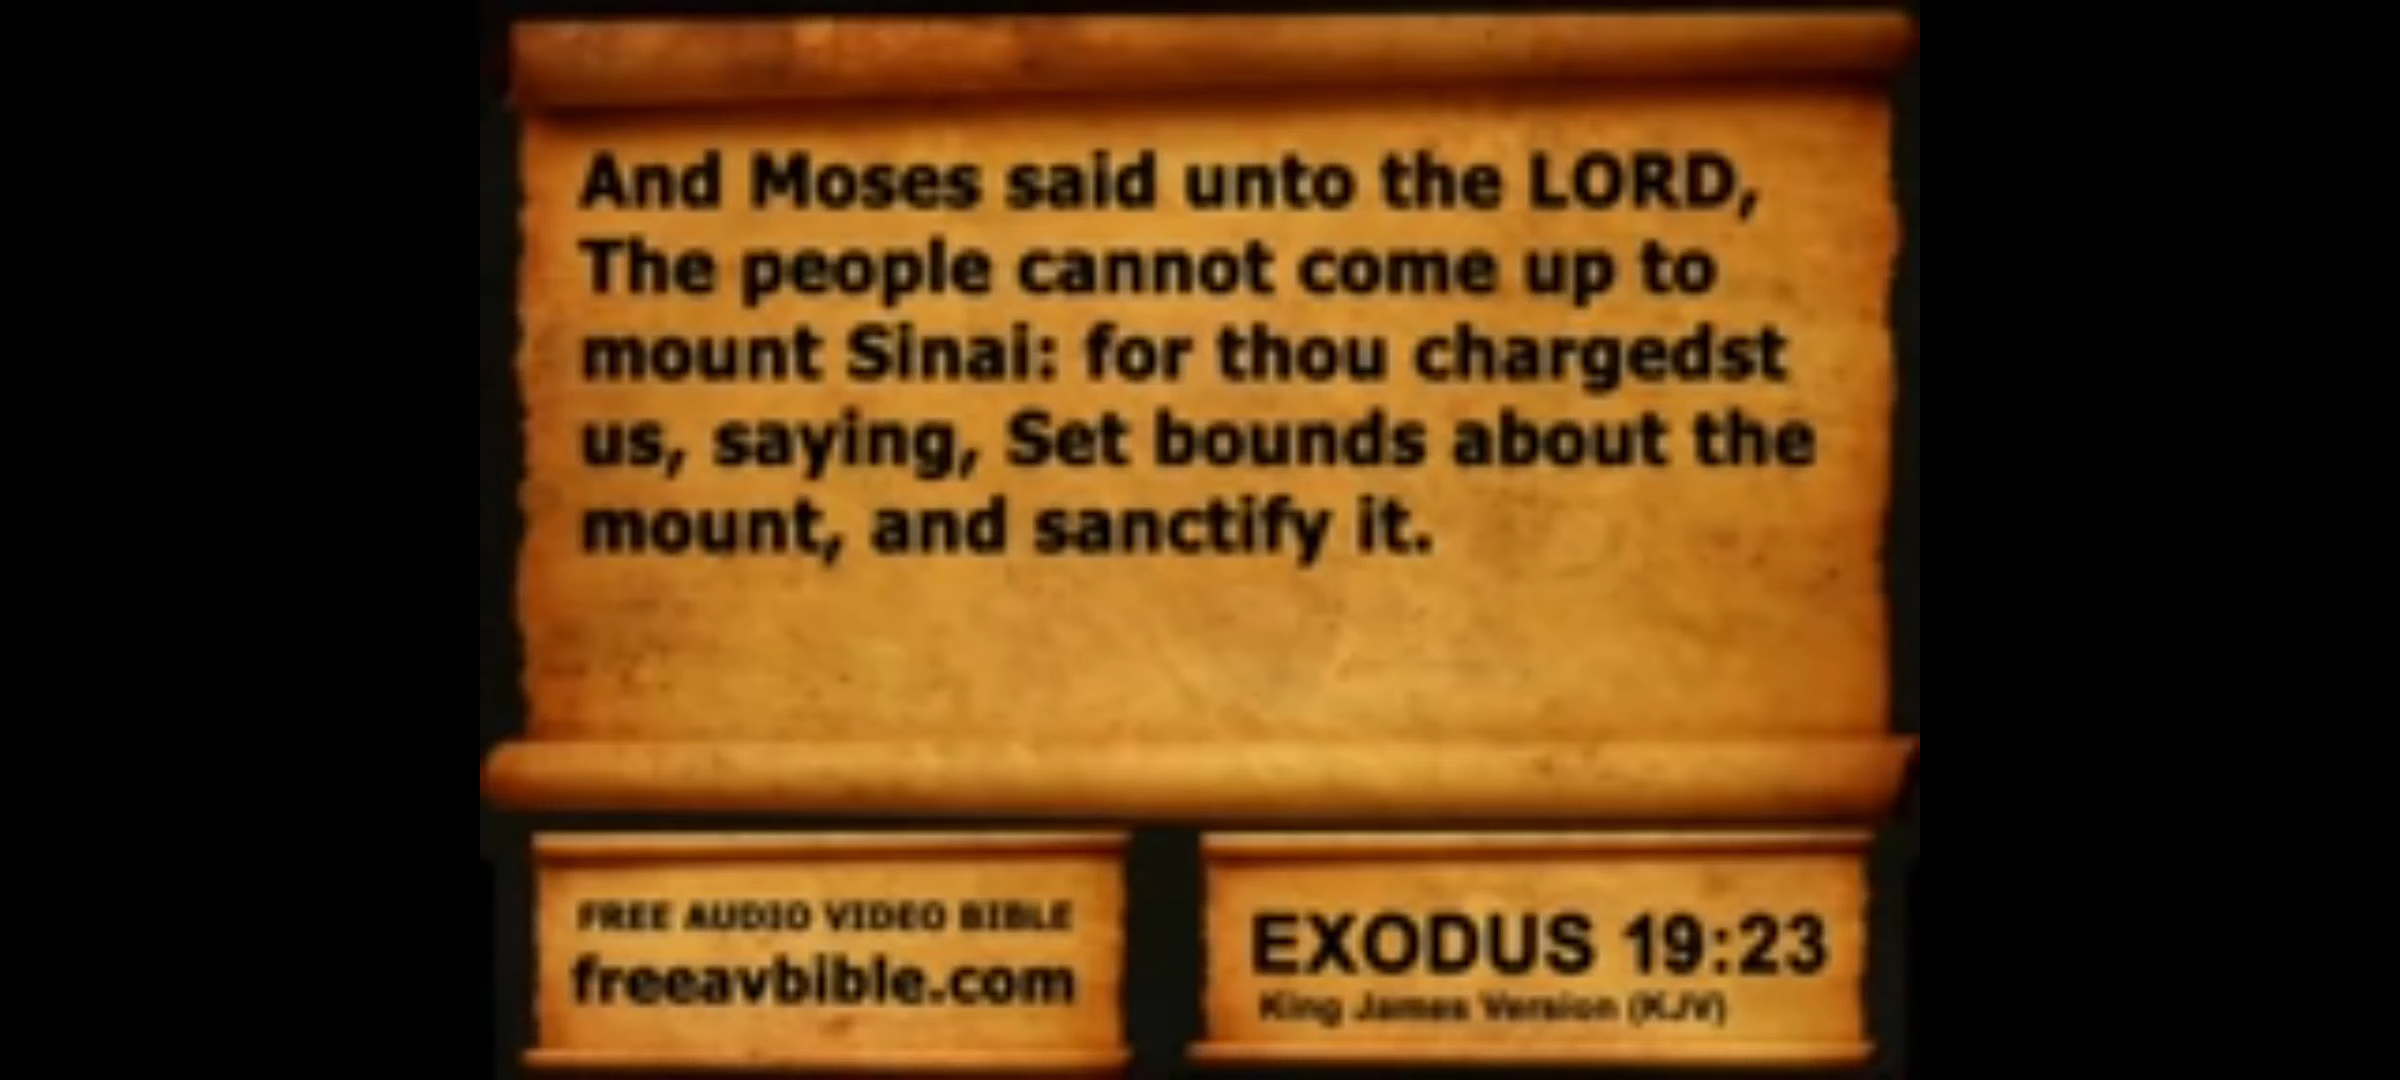 And Moses said unto the LORD,
The people cannot come up to
mount Sinai: for thou chargedst
us, saying, Set bounds about the
mount, and sanctify it.
FREE AUDIO VIDEO BIBLE
freeavbible.com
EXODUS 19:23
King James Version (KJV)